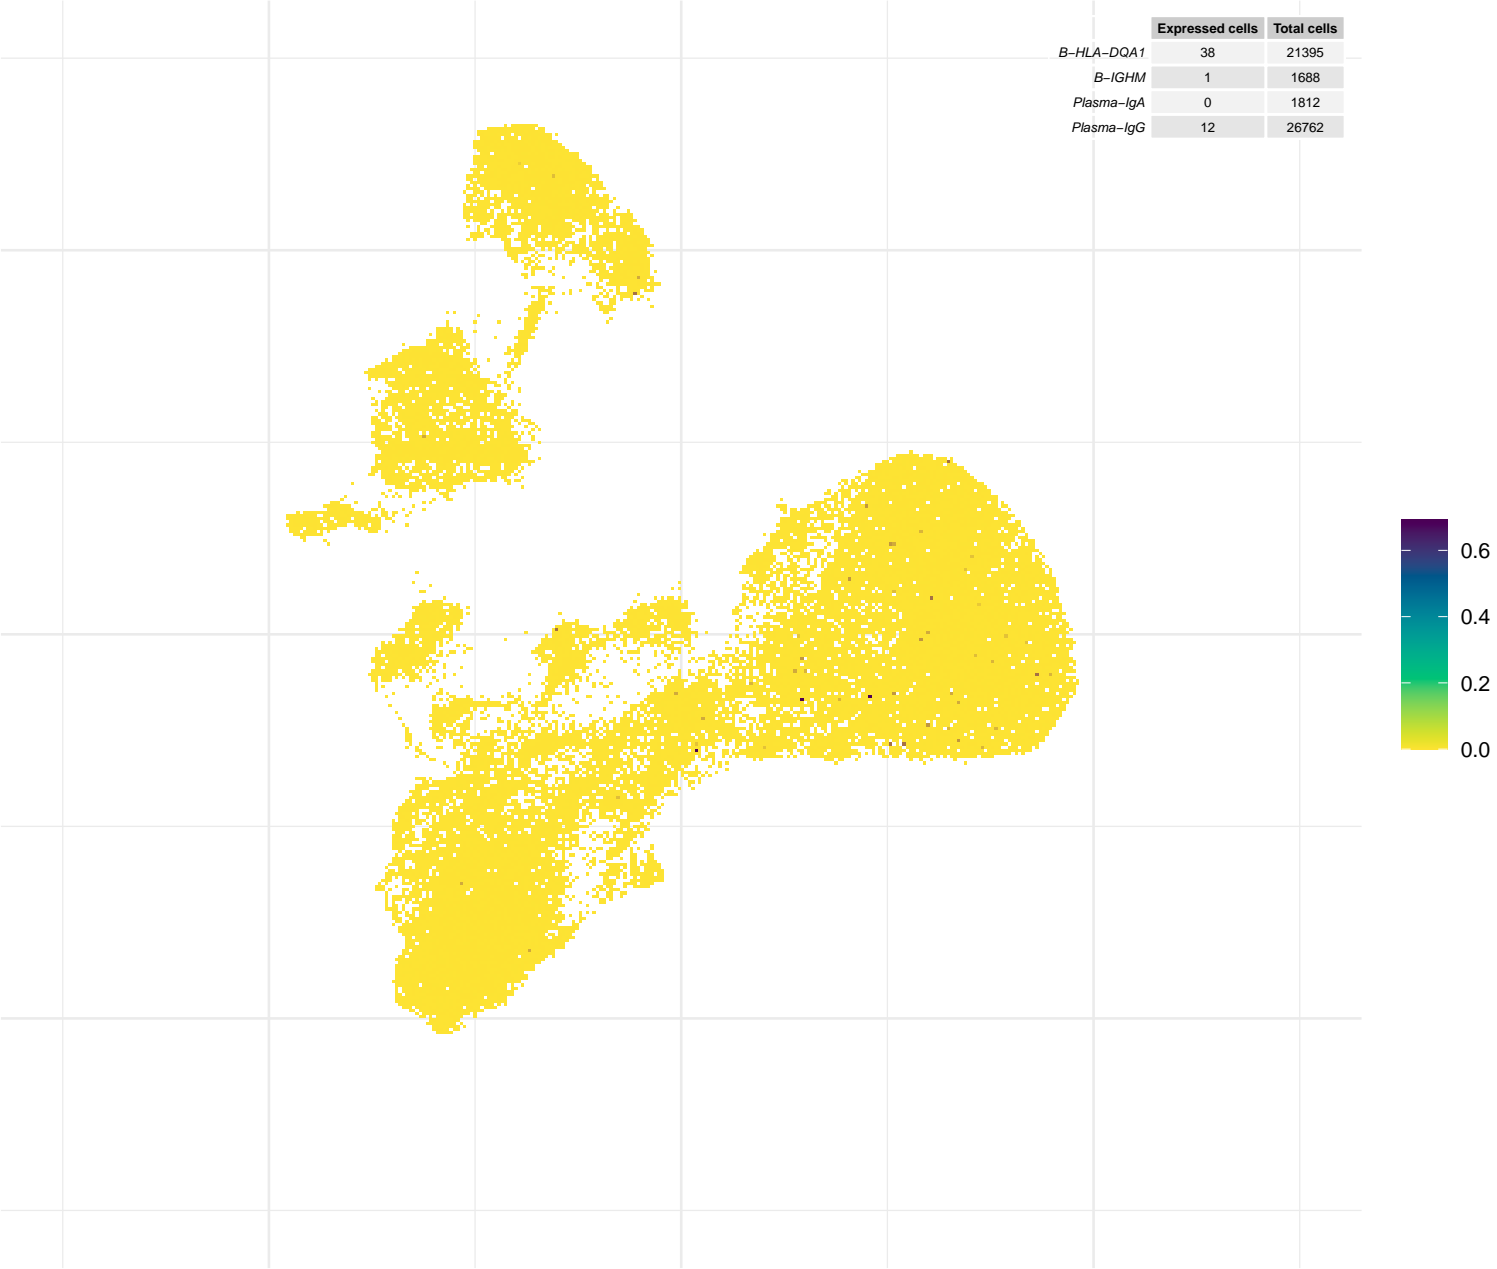 Expressed cells Total cells
B−HLA−DQA1 38 21395
B−IGHM 1 1688
Plasma−IgA 0 1812
Plasma−IgG 12 26762
0.6
0.4
0.2
0.0